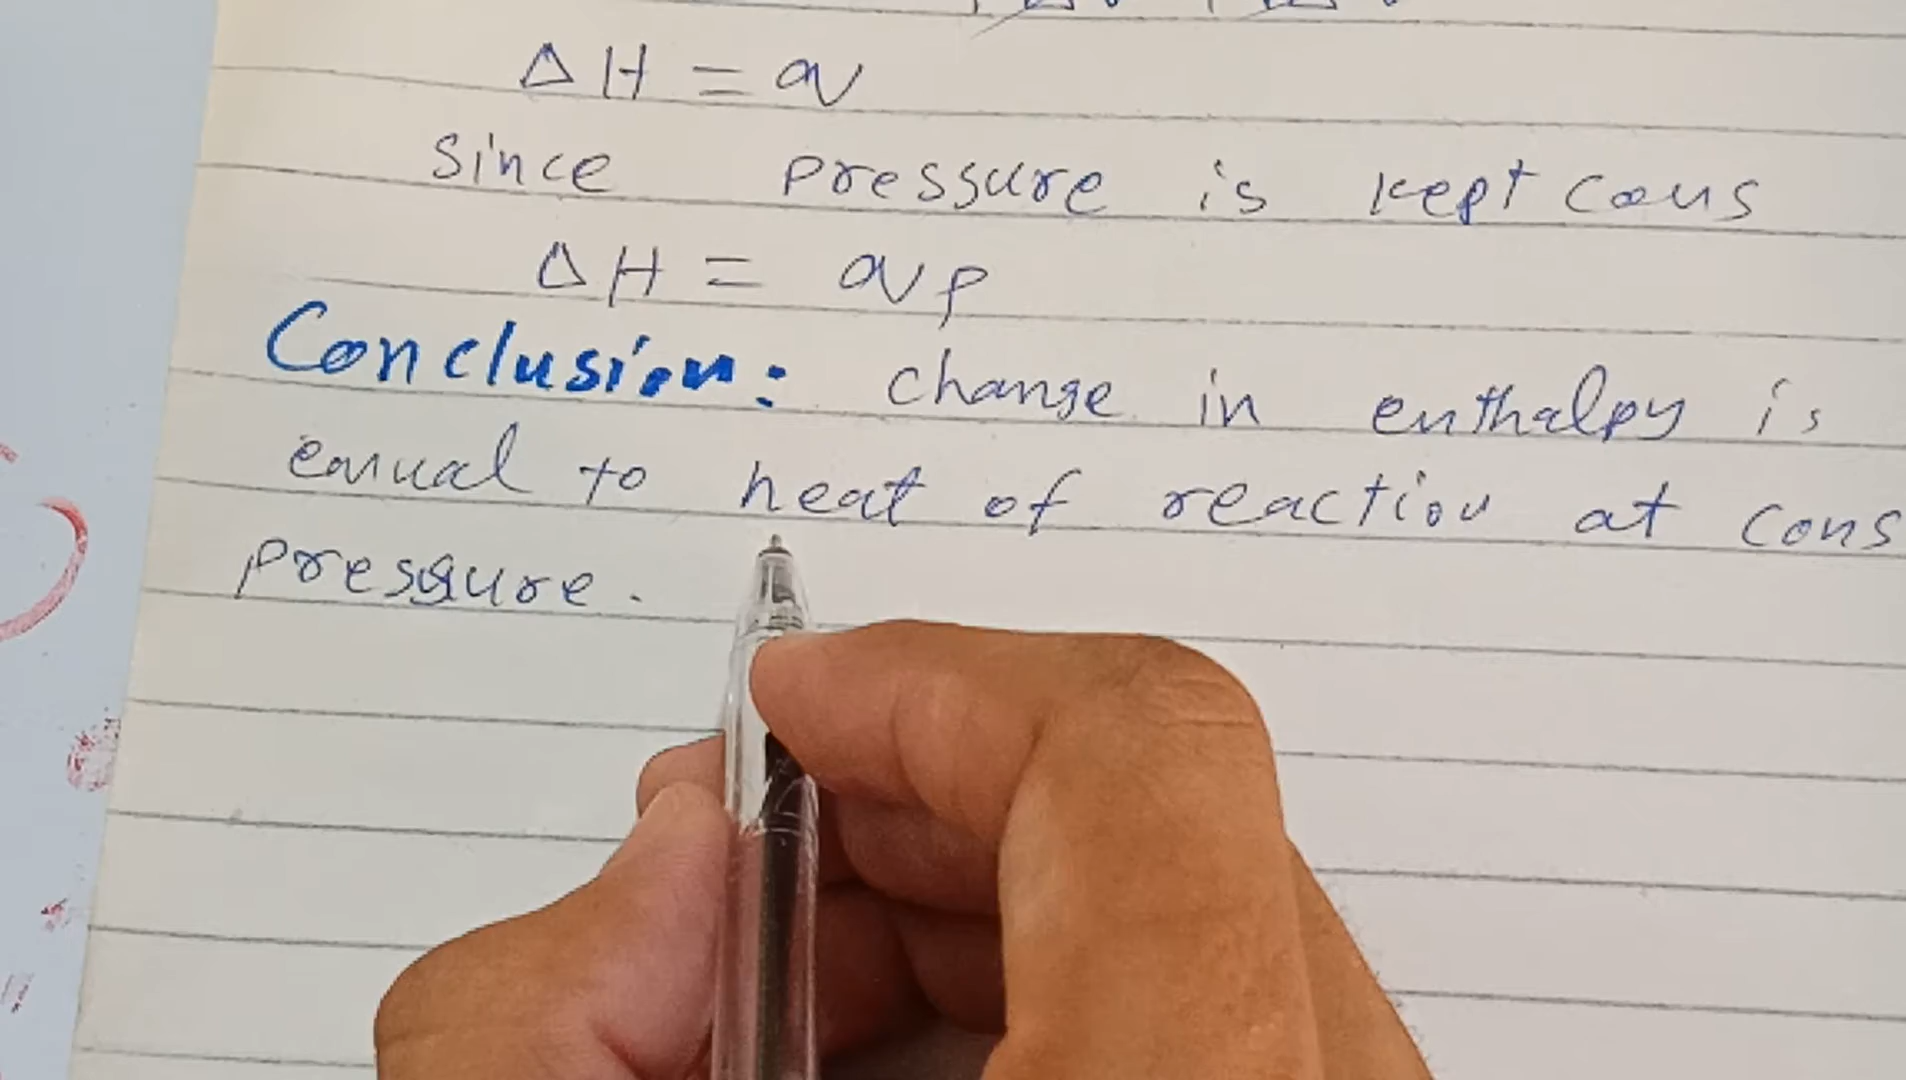 ΔH = q
Since pressure is kept cons
ΔH = qp
Conclusion: change in enthalpy is
equal to heat of reaction at cons
pressure.